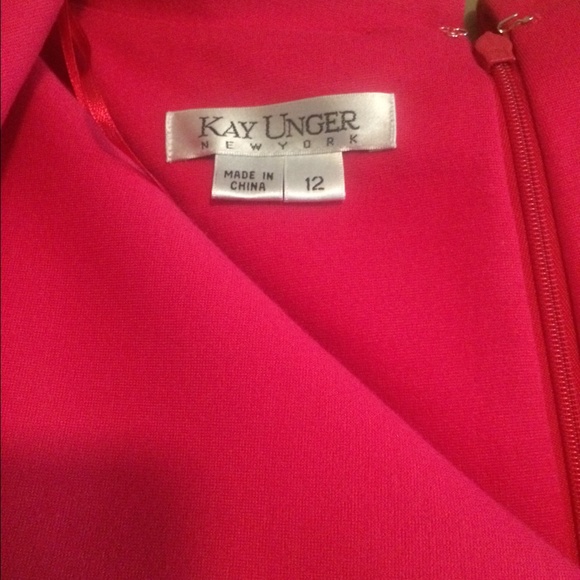 KAY UNGER
NEW YORK
MADE IN
CHINA
12